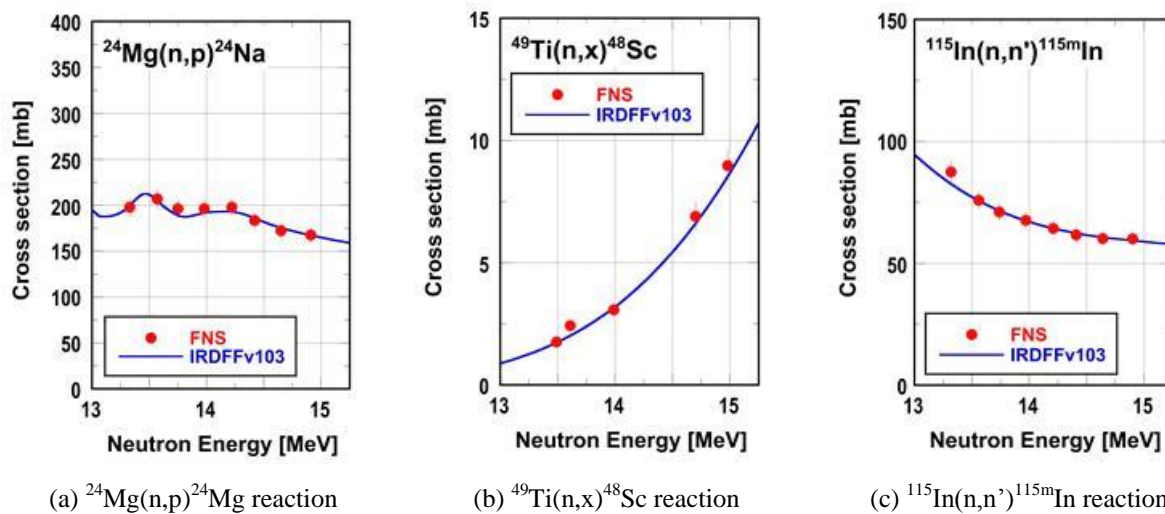 400
350
300
250
200
150
100
50
0
Cross section [mb]
²⁴Mg(n,p)²⁴Na
FNS
IRDFFv103
13 14 15
Neutron Energy [MeV]
(a) ²⁴Mg(n,p)²⁴Mg reaction
15
10
5
0
Cross section [mb]
⁴⁹Ti(n,x)⁴⁸Sc
FNS
IRDFFv103
13 14 15
Neutron Energy [MeV]
(b) ⁴⁹Ti(n,x)⁴⁸Sc reaction
150
100
50
0
Cross section [mb]
¹¹⁵In(n,n')¹¹⁵ᵐIn
FNS
IRDFFv103
13 14 15
Neutron Energy [MeV]
(c) ¹¹⁵In(n,n’)¹¹⁵ᵐIn reaction